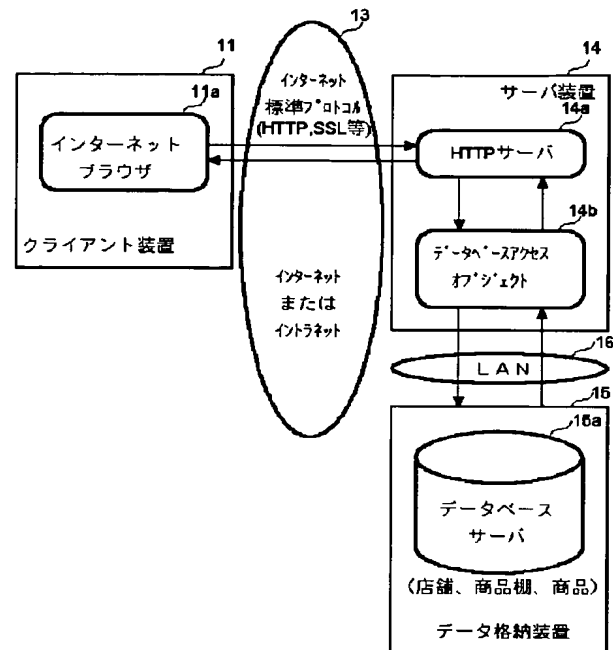 13
11
11a
インターネット
ブラウザ
クライアント装置
インターネット
標準プロトコル
(HTTP,SSL等)
インターネット
または
イントラネット
14
サーバ装置
14a
HTTPサーバ
14b
データベースアクセス
オブジェクト
16
LAN
15
15a
データベース
サーバ
(店舗、商品棚、商品)
データ格納装置